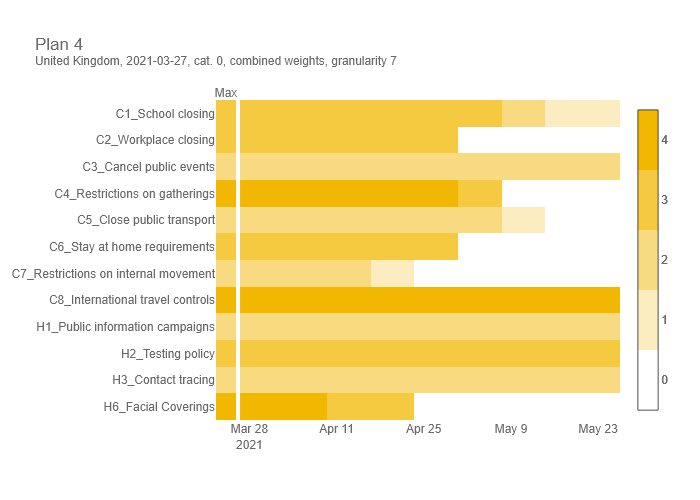 Plan 4
United Kingdom, 2021-03-27, cat. 0, combined weights, granularity 7
Max
C1_School closing
C2_Workplace closing
C3_Cancel public events
C4_Restrictions on gatherings
C5_Close public transport
C6_Stay at home requirements
C7_Restrictions on internal movement
C8_International travel controls
H1_Public information campaigns
H2_Testing policy
H3_Contact tracing
H6_Facial Coverings
Mar 28 Apr 11 Apr 25 May 9 May 23
2021
4
3
2
1
0